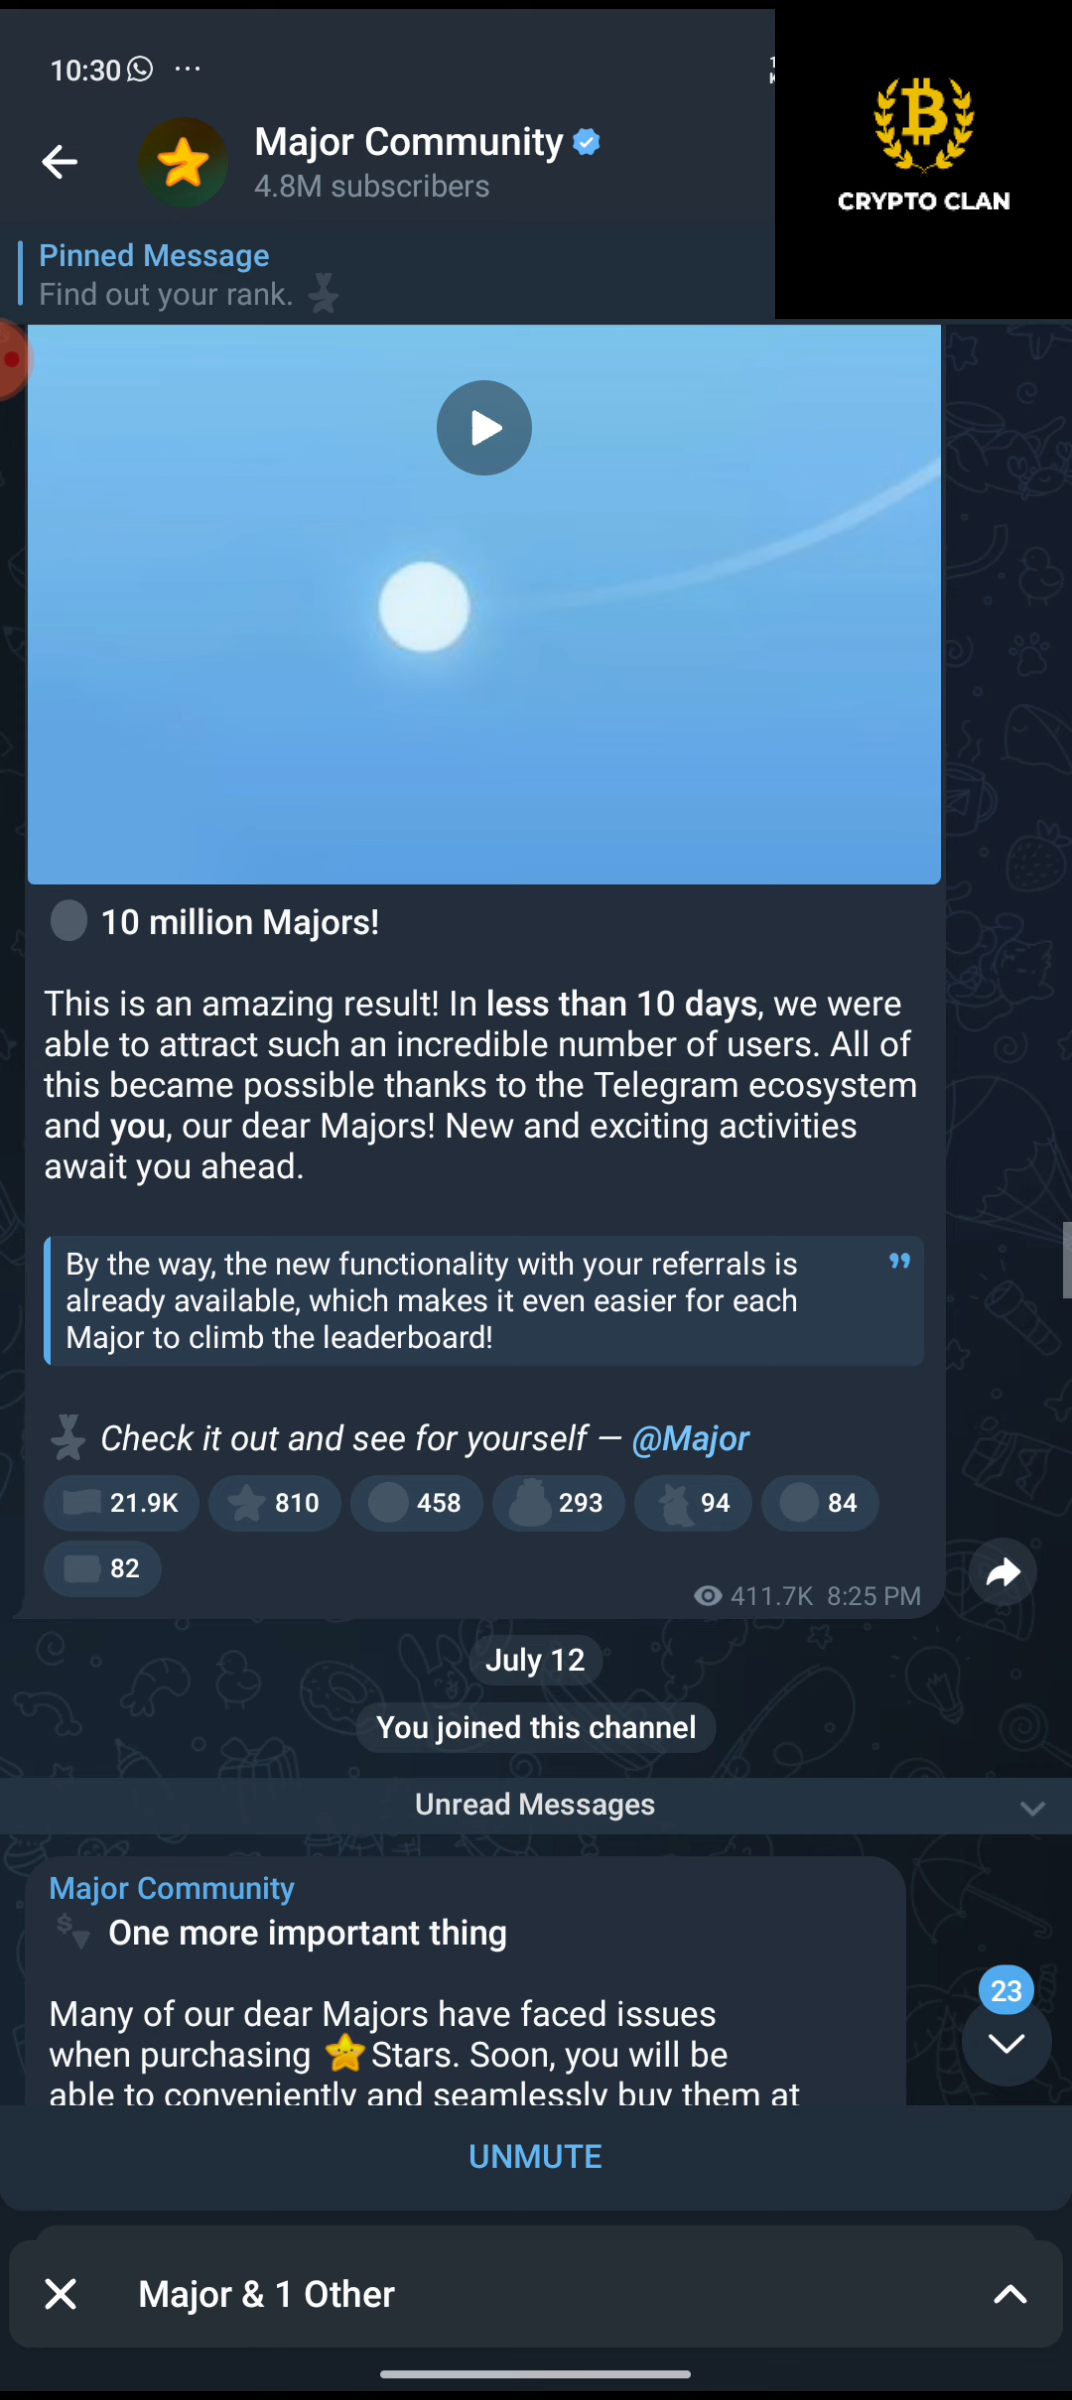 10:30
Major Community
4.8M subscribers
CRYPTO CLAN
Pinned Message
Find out your rank.
10 million Majors!
This is an amazing result! In less than 10 days, we were
able to attract such an incredible number of users. All of
this became possible thanks to the Telegram ecosystem
and you, our dear Majors! New and exciting activities
await you ahead.
By the way, the new functionality with your referrals is
already available, which makes it even easier for each
Major to climb the leaderboard!
Check it out and see for yourself — @Major
21.9K 810 458 293 94 84
82
411.7K 8:25 PM
July 12
You joined this channel
Unread Messages
Major Community
One more important thing
Many of our dear Majors have faced issues
when purchasing ⭐ Stars. Soon, you will be
able to conveniently and seamlessly buy them at
23
UNMUTE
Major & 1 Other